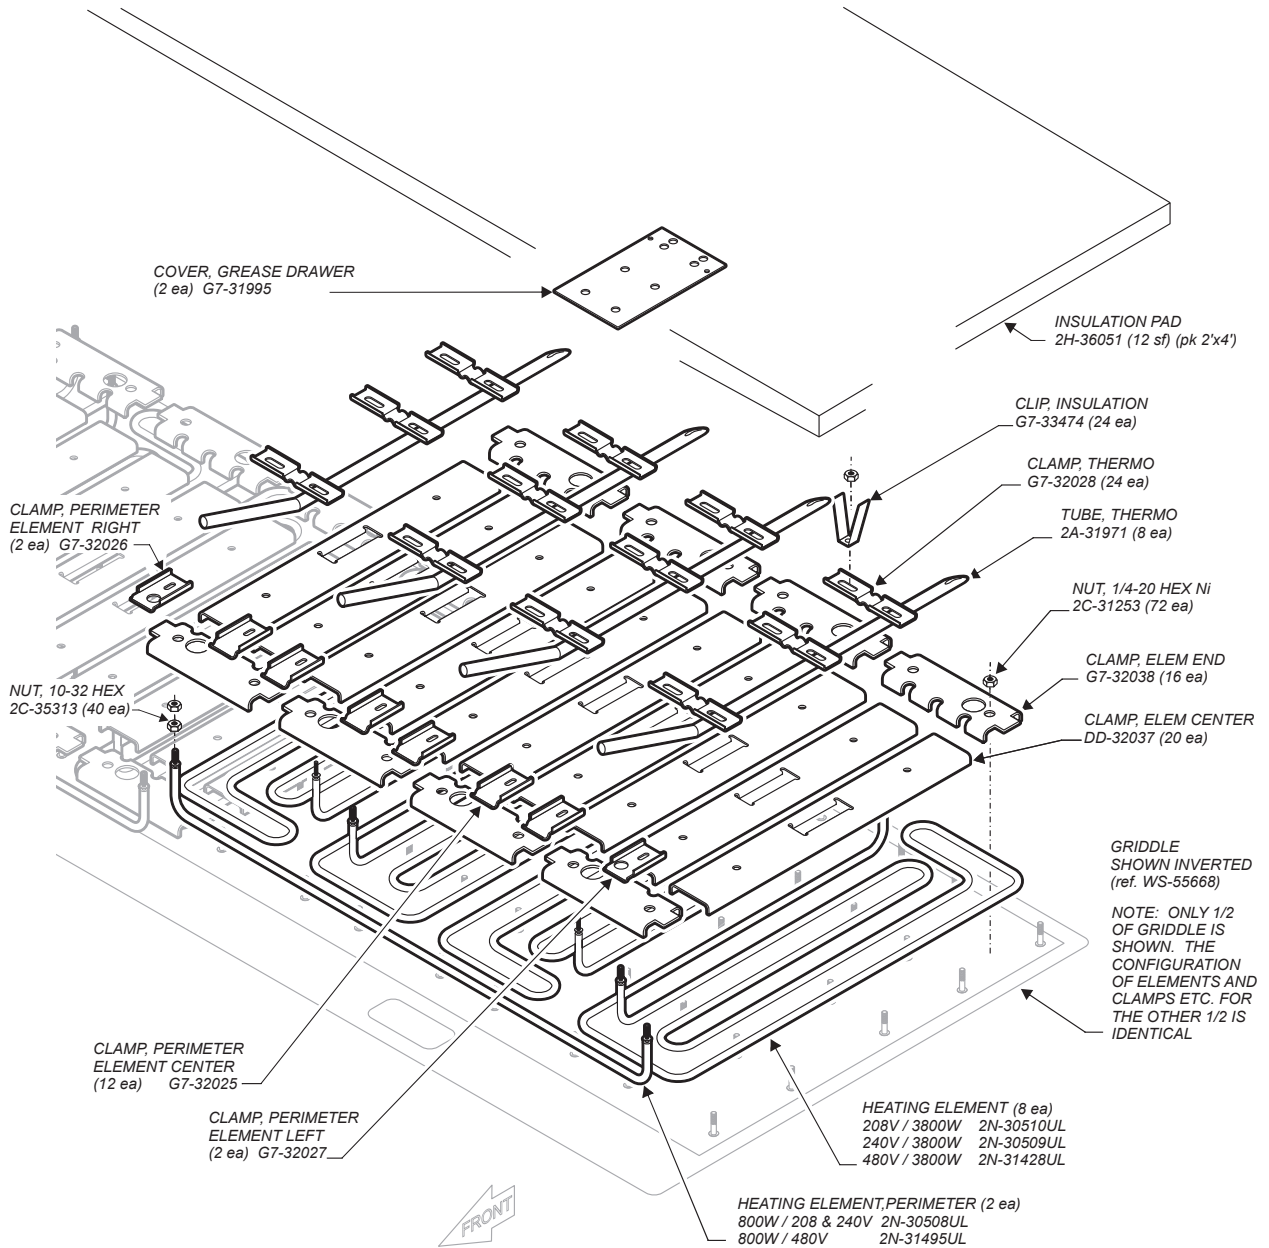 COVER, GREASE DRAWER
(2 ea) G7-31995
INSULATION PAD
2H-36051 (12 sf) (pk 2'x4')
CLIP, INSULATION
G7-33474 (24 ea)
CLAMP, THERMO
G7-32028 (24 ea)
TUBE, THERMO
2A-31971 (8 ea)
NUT, 1/4-20 HEX Ni
2C-31253 (72 ea)
CLAMP, ELEM END
G7-32038 (16 ea)
CLAMP, ELEM CENTER
DD-32037 (20 ea)
CLAMP, PERIMETER
ELEMENT RIGHT
(2 ea) G7-32026
NUT, 10-32 HEX
2C-35313 (40 ea)
GRIDDLE
SHOWN INVERTED
(ref. WS-55668)
NOTE: ONLY 1/2
OF GRIDDLE IS
SHOWN. THE
CONFIGURATION
OF ELEMENTS AND
CLAMPS ETC. FOR
THE OTHER 1/2 IS
IDENTICAL
CLAMP, PERIMETER
ELEMENT CENTER
(12 ea) G7-32025
CLAMP, PERIMETER
ELEMENT LEFT
(2 ea) G7-32027
HEATING ELEMENT (8 ea)
208V / 3800W 2N-30510UL
240V / 3800W 2N-30509UL
480V / 3800W 2N-31428UL
HEATING ELEMENT,PERIMETER (2 ea)
800W / 208 & 240V 2N-30508UL
800W / 480V 2N-31495UL
FRONT